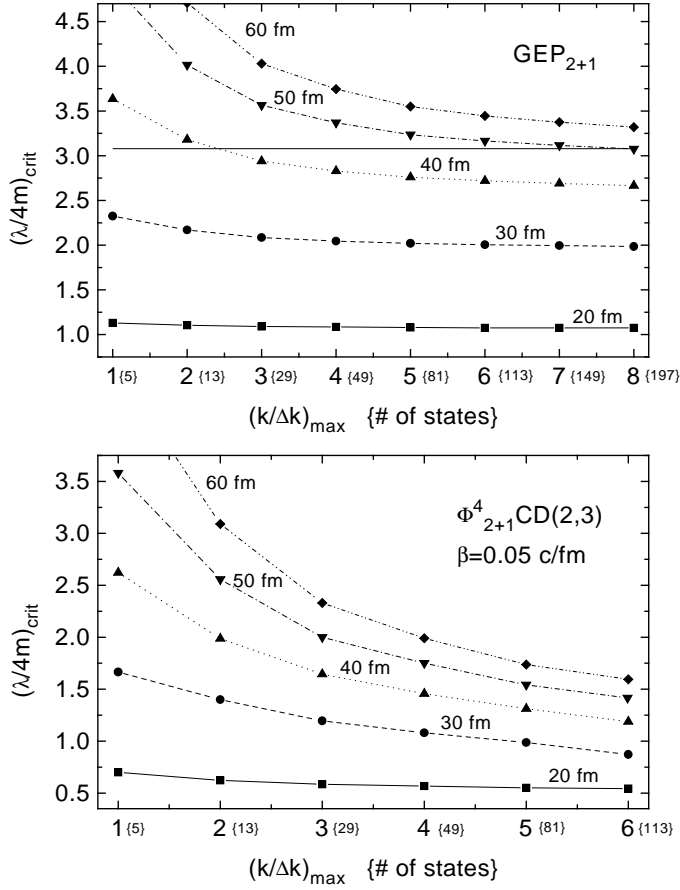 4.5
60 fm
GEP2+1
4.0
3.5
50 fm
3.0
40 fm
2.5
2.0
30 fm
1.5
20 fm
1.0
(λ/4m)crit
1{5} 2{13} 3{29} 4{49} 5{81} 6{113} 7{149} 8{197}
(k/Δk)max {# of states}
3.5
60 fm
Φ42+1CD(2,3)
3.0
β=0.05 c/fm
2.5
50 fm
2.0
40 fm
1.5
30 fm
1.0
20 fm
0.5
(λ/4m)crit
1{5} 2{13} 3{29} 4{49} 5{81} 6{113}
(k/Δk)max {# of states}